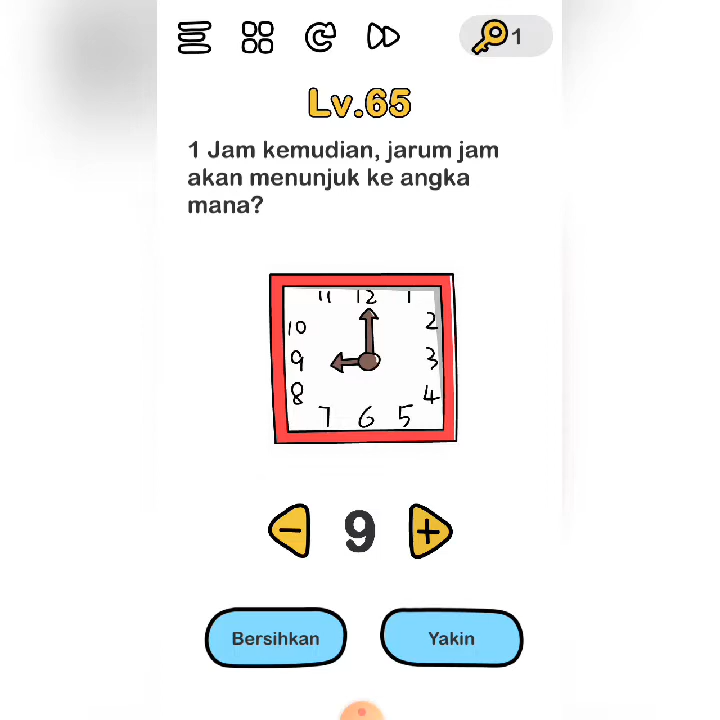 1
Lv.65
1 Jam kemudian, jarum jam
akan menunjuk ke angka
mana?
11 12 1
10 2
9 3
8 4
7 6 5
9
Bersihkan Yakin